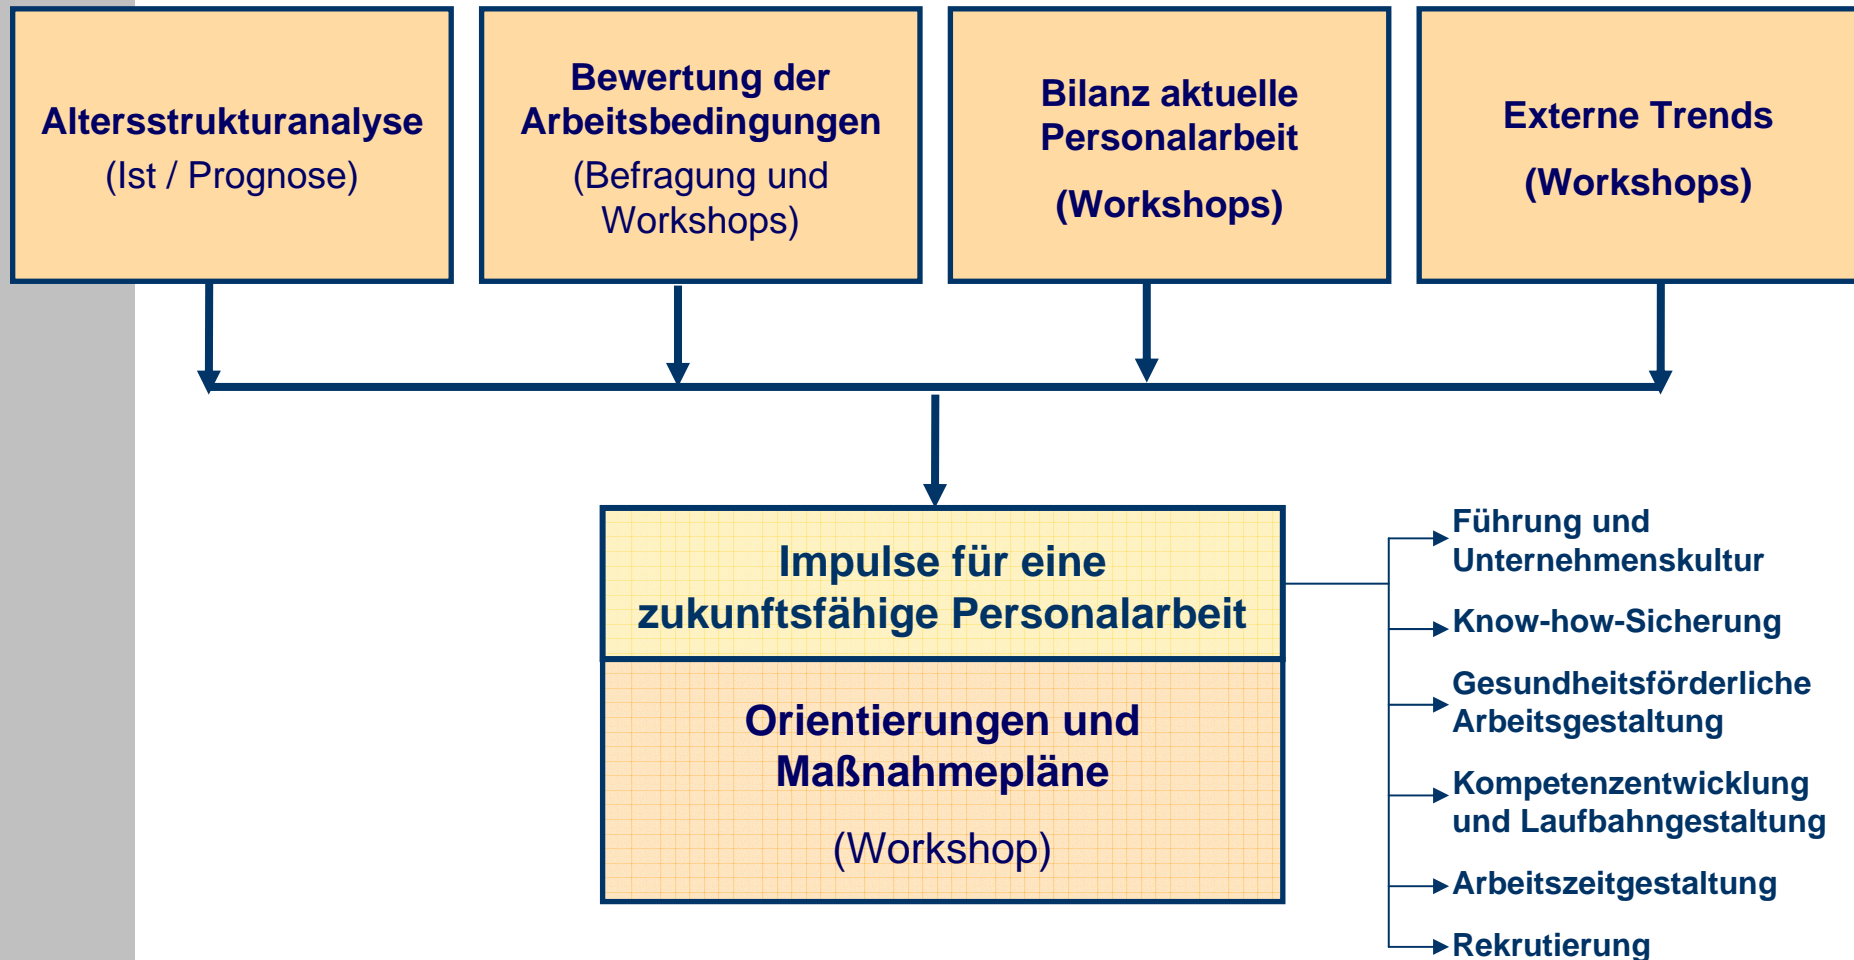 Altersstrukturanalyse
(Ist / Prognose)
Bewertung der
Arbeitsbedingungen
(Befragung und
Workshops)
Bilanz aktuelle
Personalarbeit
(Workshops)
Externe Trends
(Workshops)
Impulse für eine
zukunftsfähige Personalarbeit
Orientierungen und
Maßnahmepläne
(Workshop)
Führung und
Unternehmenskultur
Know-how-Sicherung
Gesundheitsförderliche
Arbeitsgestaltung
Kompetenzentwicklung
und Laufbahngestaltung
Arbeitszeitgestaltung
Rekrutierung